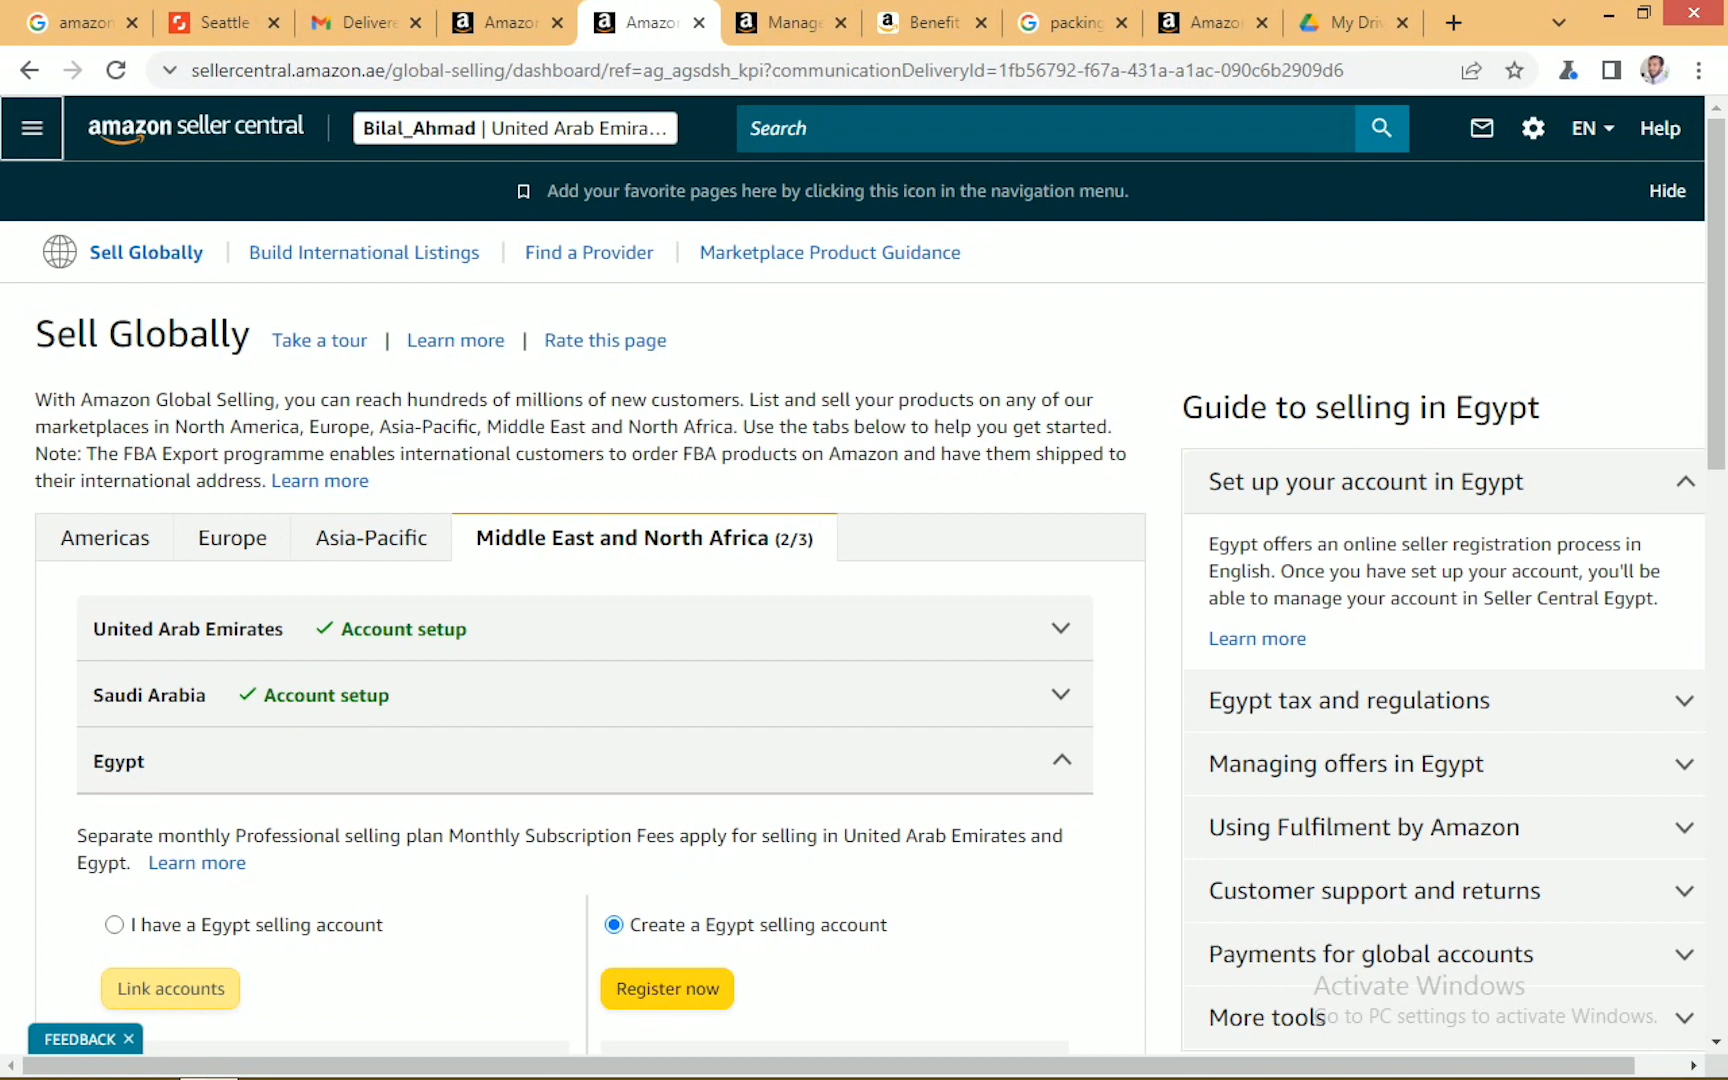 amazon
Seattle
Delivere
Amazon
Amazon
Manage
Benefit
packing
Amazo
My Dri
sellercentral.amazon.ae/global-selling/dashboard/ref=ag_agsdsh_kpi?communicationDeliveryId=1fb56792-f67a-431a-a1ac-090c6b2909d6
amazon seller central
Bilal_Ahmad | United Arab Emira...
Search
EN
Help
Add your favorite pages here by clicking this icon in the navigation menu.
Hide
Sell Globally
Build International Listings
Find a Provider
Marketplace Product Guidance
Sell Globally
Take a tour | Learn more | Rate this page
With Amazon Global Selling, you can reach hundreds of millions of new customers. List and sell your products on any of our
marketplaces in North America, Europe, Asia-Pacific, Middle East and North Africa. Use the tabs below to help you get started.
Note: The FBA Export programme enables international customers to order FBA products on Amazon and have them shipped to
their international address. Learn more
Americas
Europe
Asia-Pacific
Middle East and North Africa (2/3)
United Arab Emirates ✓ Account setup
Saudi Arabia ✓ Account setup
Egypt
Separate monthly Professional selling plan Monthly Subscription Fees apply for selling in United Arab Emirates and
Egypt. Learn more
I have a Egypt selling account
Link accounts
Create a Egypt selling account
Register now
FEEDBACK
Guide to selling in Egypt
Set up your account in Egypt
Egypt offers an online seller registration process in
English. Once you have set up your account, you'll be
able to manage your account in Seller Central Egypt.
Learn more
Egypt tax and regulations
Managing offers in Egypt
Using Fulfilment by Amazon
Customer support and returns
Payments for global accounts
More tools
Activate Windows
Go to PC settings to activate Windows.